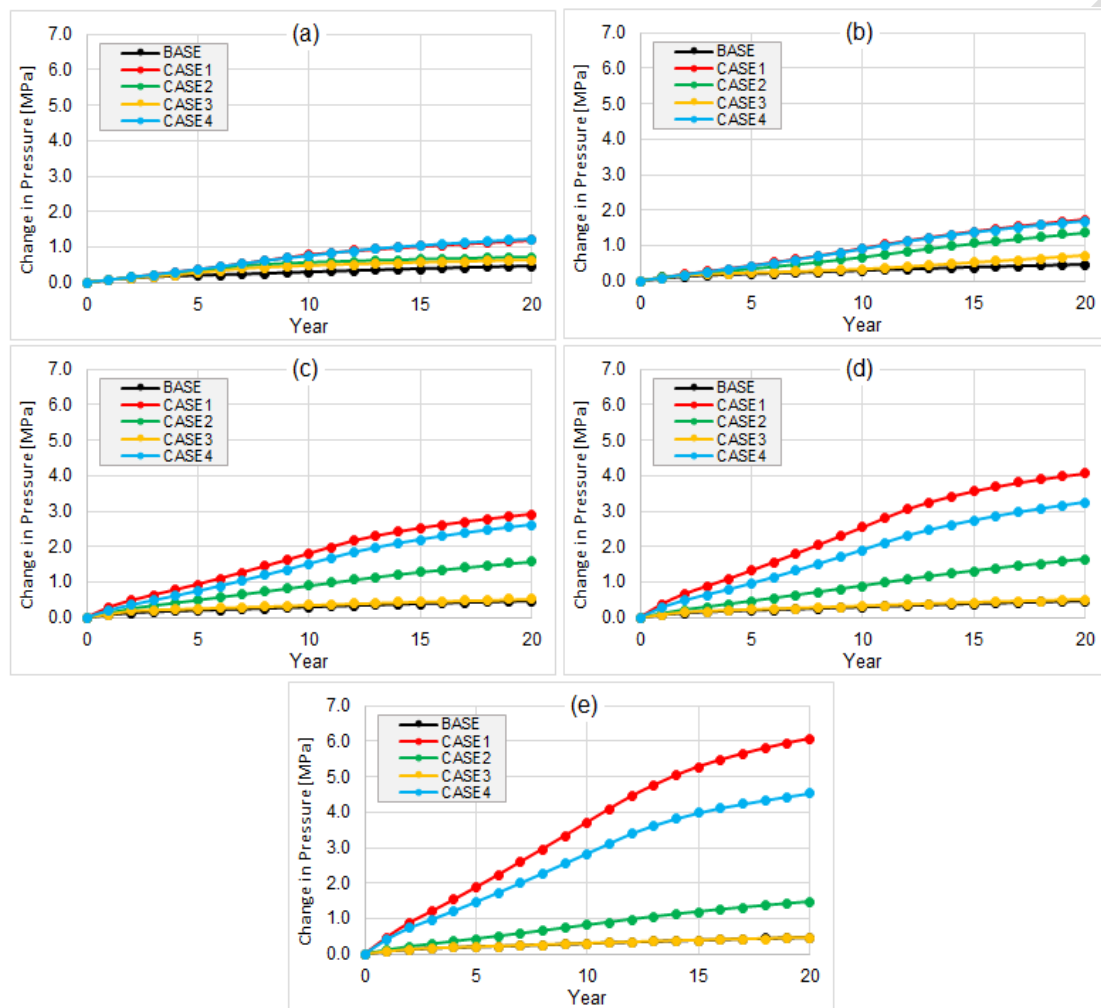 (a)
7.0
6.0
5.0
4.0
3.0
2.0
1.0
0.0
Change in Pressure [MPa]
BASE
CASE1
CASE2
CASE3
CASE4
0 5 10 15 20
Year
(b)
7.0
6.0
5.0
4.0
3.0
2.0
1.0
0.0
Change in Pressure [MPa]
BASE
CASE1
CASE2
CASE3
CASE4
0 5 10 15 20
Year
(c)
7.0
6.0
5.0
4.0
3.0
2.0
1.0
0.0
Change in Pressure [MPa]
BASE
CASE1
CASE2
CASE3
CASE4
0 5 10 15 20
Year
(d)
7.0
6.0
5.0
4.0
3.0
2.0
1.0
0.0
Change in Pressure [MPa]
BASE
CASE1
CASE2
CASE3
CASE4
0 5 10 15 20
Year
(e)
7.0
6.0
5.0
4.0
3.0
2.0
1.0
0.0
Change in Pressure [MPa]
BASE
CASE1
CASE2
CASE3
CASE4
0 5 10 15 20
Year